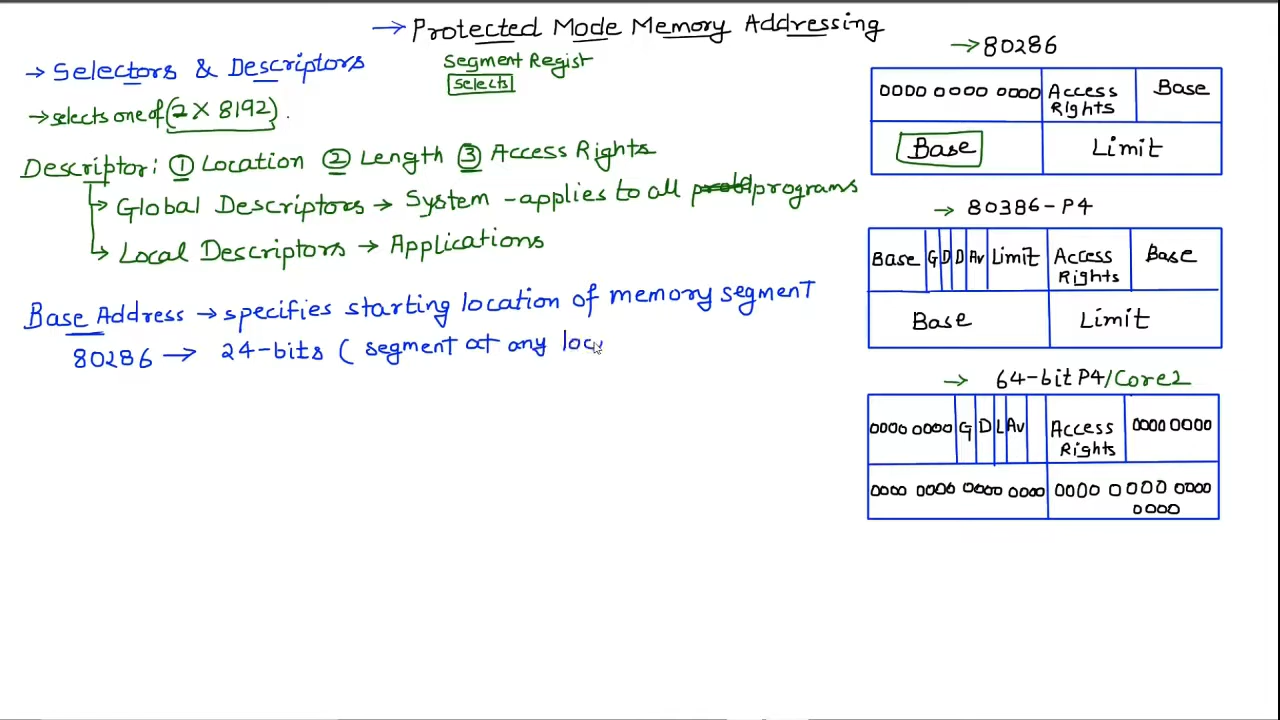 → Protected Mode Memory Addressing
→ Selectors & Descriptors
Segment Regist
selects
→ selects one of (2 X 8192).
Descriptor: ① Location ② Length ③ Access Rights
Global Descriptors → System - applies to all programs
Local Descriptors → Applications
Base Address → specifies starting location of memory segment
80286 → 24-bits ( segment at any loc
→ 80286
0000 0000 0000 0000 Access Rights Base
Base Limit
→ 80386-P4
Base G D D Av Limit Access Rights Base
Base Limit
→ 64-bit P4/Core2
0000 0000 G D L Av Access Rights 0000 0000
0000 0000 0000 0000 0000 0000 0000
0000